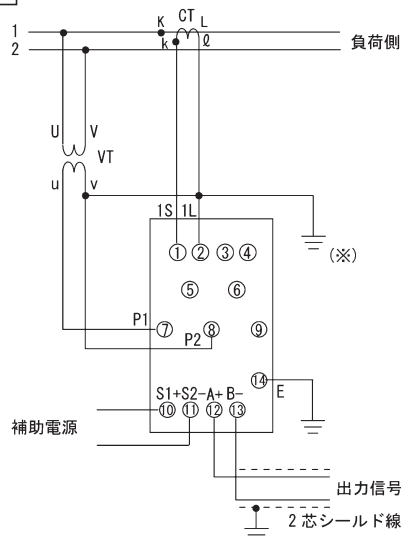 CT
K L
1
2
k ℓ
負荷側
U V
VT
u v
1S 1L
(※)
① ② ③ ④
⑤ ⑥
P1 ⑦ ⑧ ⑨
P2
⑭ E
S1+ S2- A+ B-
⑩ ⑪ ⑫ ⑬
補助電源
出力信号
2芯シールド線